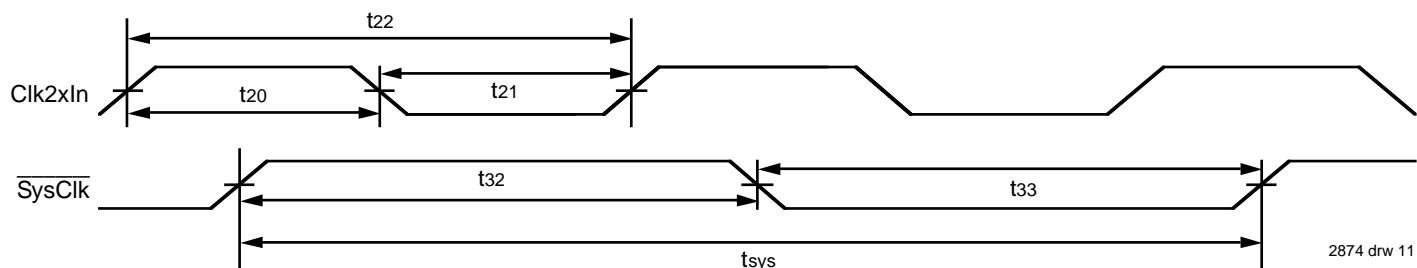 t22
Clk2xIn
t20
t21
SysClk
t32
t33
tsys
2874 drw 11